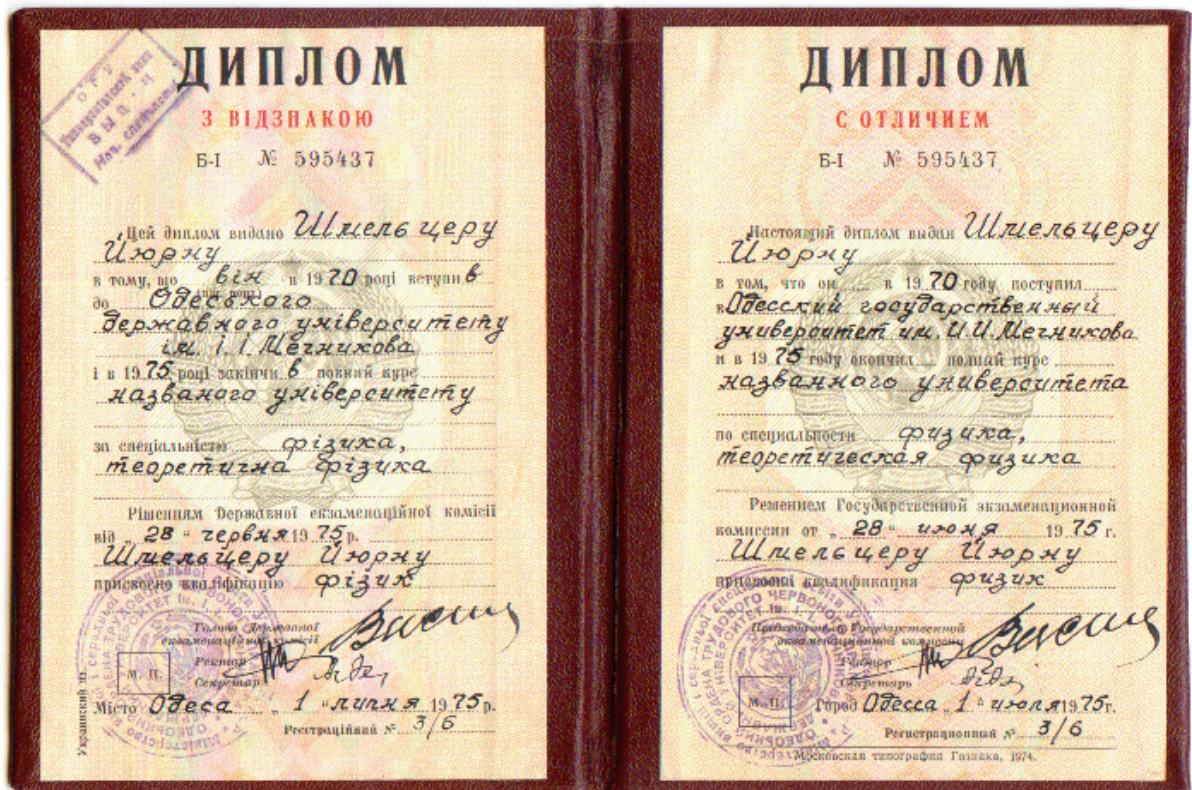 ДИПЛОМ
З ВІДЗНАКОЮ
Б-І № 595437
Цей диплом видано Шмельцеру
Йюрну
в тому, що він в 1970 році вступив
до Одеського
державного університету
ім. І. І. Мечникова
і в 1975 році закінчив повний курс
названого університету
за спеціальністю фізика,
теоретична фізика
Рішенням Державної екзаменаційної комісії
від „28“ червня 1975 р.
Шмельцеру Йюрну
присвоєно кваліфікацію фізик
Голова Державної
екзаменаційної комісії
Ректор
Секретар
М. П.
Місто Одеса „1“ липня 1975 р.
Реєстраційний № 3/6
Украинский яз.
ДИПЛОМ
С ОТЛИЧИЕМ
Б-І № 595437
Настоящий диплом выдан Шмельцеру
Йюрну
в том, что он в 1970 году поступил
в Одесский государственный
университет им. И.И. Мечникова
и в 1975 году окончил полный курс
названного университета
по специальности физика,
теоретическая физика
Решением Государственной экзаменационной
комиссии от „28“ июня 1975 г.
Шмельцеру Йюрну
присвоена квалификация физик
Председатель Государственной
экзаменационной комиссии
Ректор
Секретарь
М. П.
Город Одесса „1“ июля 1975 г.
Регистрационный № 3/6
Московская типография Гознака, 1974.